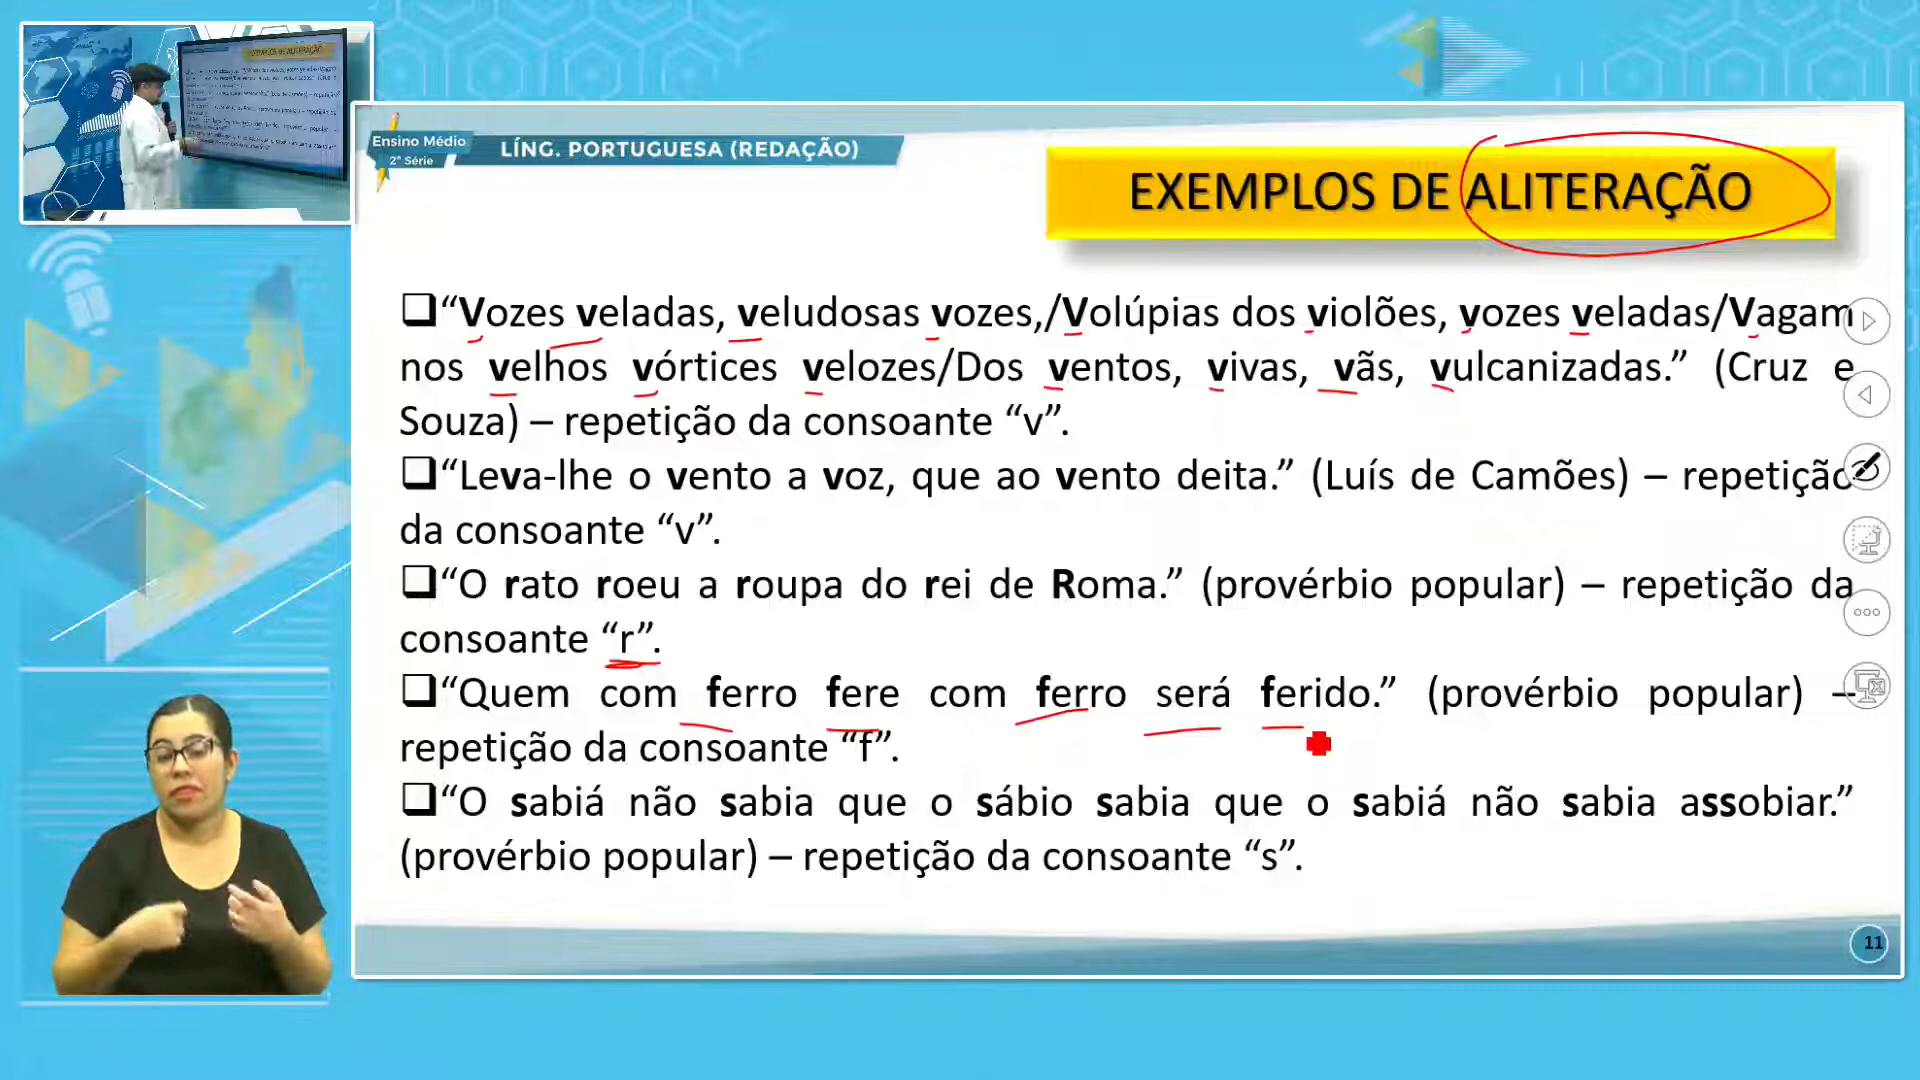 Ensino Médio
2ª Série
LÍNG. PORTUGUESA (REDAÇÃO)
EXEMPLOS DE ALITERAÇÃO
“Vozes veladas, veludosas vozes,/Volúpias dos violões, vozes veladas/Vagam
nos velhos vórtices velozes/Dos ventos, vivas, vãs, vulcanizadas.” (Cruz e
Souza) – repetição da consoante “v”.
“Leva-lhe o vento a voz, que ao vento deita.” (Luís de Camões) – repetição
da consoante “v”.
“O rato roeu a roupa do rei de Roma.” (provérbio popular) – repetição da
consoante “r”.
“Quem com ferro fere com ferro será ferido.” (provérbio popular) –
repetição da consoante “f”.
“O sabiá não sabia que o sábio sabia que o sabiá não sabia assobiar.”
(provérbio popular) – repetição da consoante “s”.
11